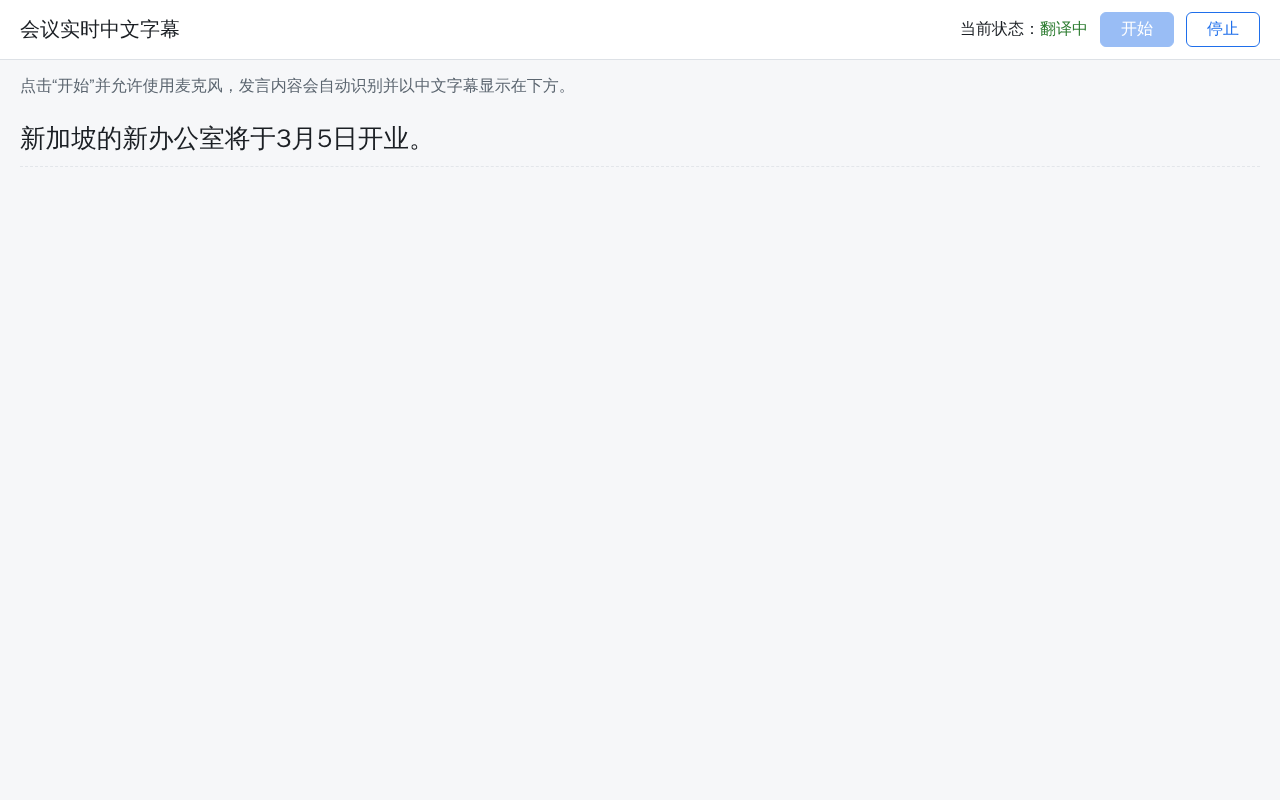 会议实时中文字幕
当前状态：翻译中
开始
停止
点击“开始”并允许使用麦克风，发言内容会自动识别并以中文字幕显示在下方。
新加坡的新办公室将于3月5日开业。